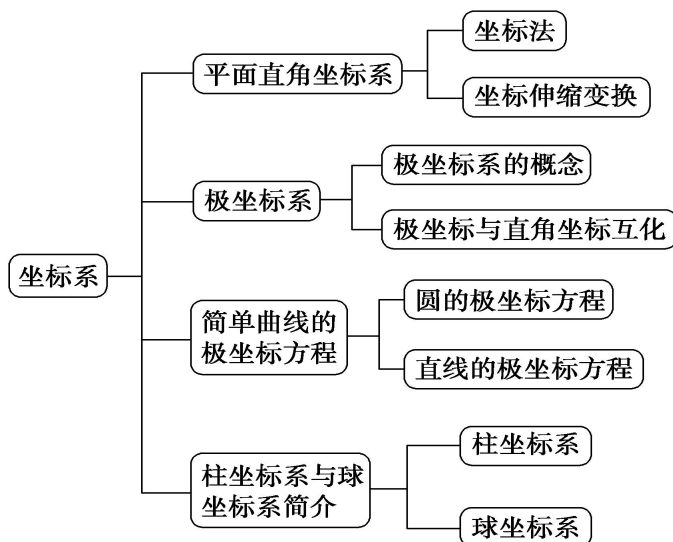 坐标系
平面直角坐标系
坐标法
坐标伸缩变换
极坐标系
极坐标系的概念
极坐标与直角坐标互化
简单曲线的
极坐标方程
圆的极坐标方程
直线的极坐标方程
柱坐标系与球
坐标系简介
柱坐标系
球坐标系